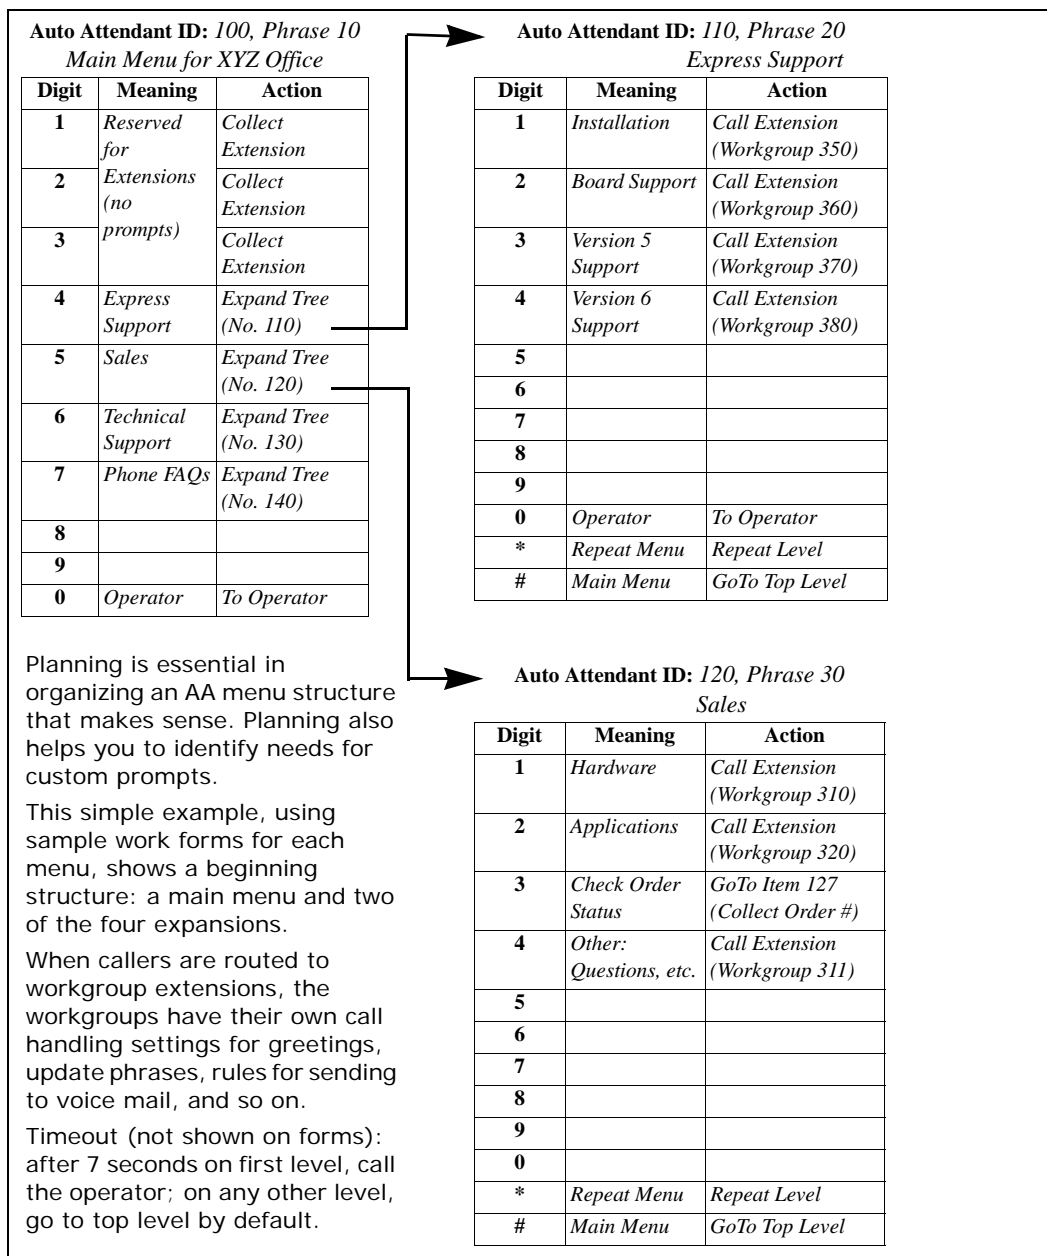 Auto Attendant ID: 100, Phrase 10
Main Menu for XYZ Office
Digit Meaning Action
1 Reserved for Extensions (no prompts) Collect Extension
2 Collect Extension
3 Collect Extension
4 Express Support Expand Tree (No. 110)
5 Sales Expand Tree (No. 120)
6 Technical Support Expand Tree (No. 130)
7 Phone FAQs Expand Tree (No. 140)
8
9
0 Operator To Operator
Planning is essential in
organizing an AA menu structure
that makes sense. Planning also
helps you to identify needs for
custom prompts.
This simple example, using
sample work forms for each
menu, shows a beginning
structure: a main menu and two
of the four expansions.
When callers are routed to
workgroup extensions, the
workgroups have their own call
handling settings for greetings,
update phrases, rules for sending
to voice mail, and so on.
Timeout (not shown on forms):
after 7 seconds on first level, call
the operator; on any other level,
go to top level by default.
Auto Attendant ID: 110, Phrase 20
Express Support
Digit Meaning Action
1 Installation Call Extension (Workgroup 350)
2 Board Support Call Extension (Workgroup 360)
3 Version 5 Support Call Extension (Workgroup 370)
4 Version 6 Support Call Extension (Workgroup 380)
5
6
7
8
9
0 Operator To Operator
* Repeat Menu Repeat Level
# Main Menu GoTo Top Level
Auto Attendant ID: 120, Phrase 30
Sales
Digit Meaning Action
1 Hardware Call Extension (Workgroup 310)
2 Applications Call Extension (Workgroup 320)
3 Check Order Status GoTo Item 127 (Collect Order #)
4 Other: Questions, etc. Call Extension (Workgroup 311)
5
6
7
8
9
0
* Repeat Menu Repeat Level
# Main Menu GoTo Top Level